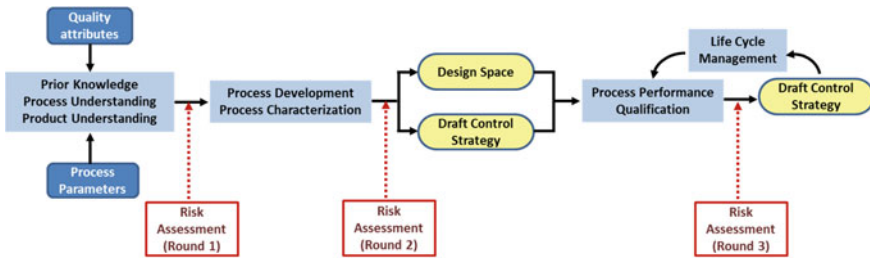 Quality
attributes
Prior Knowledge
Process Understanding
Product Understanding
Process
Parameters
Risk
Assessment
(Round 1)
Process Development
Process Characterization
Risk
Assessment
(Round 2)
Design Space
Draft Control
Strategy
Process Performance
Qualification
Life Cycle
Management
Draft Control
Strategy
Risk
Assessment
(Round 3)